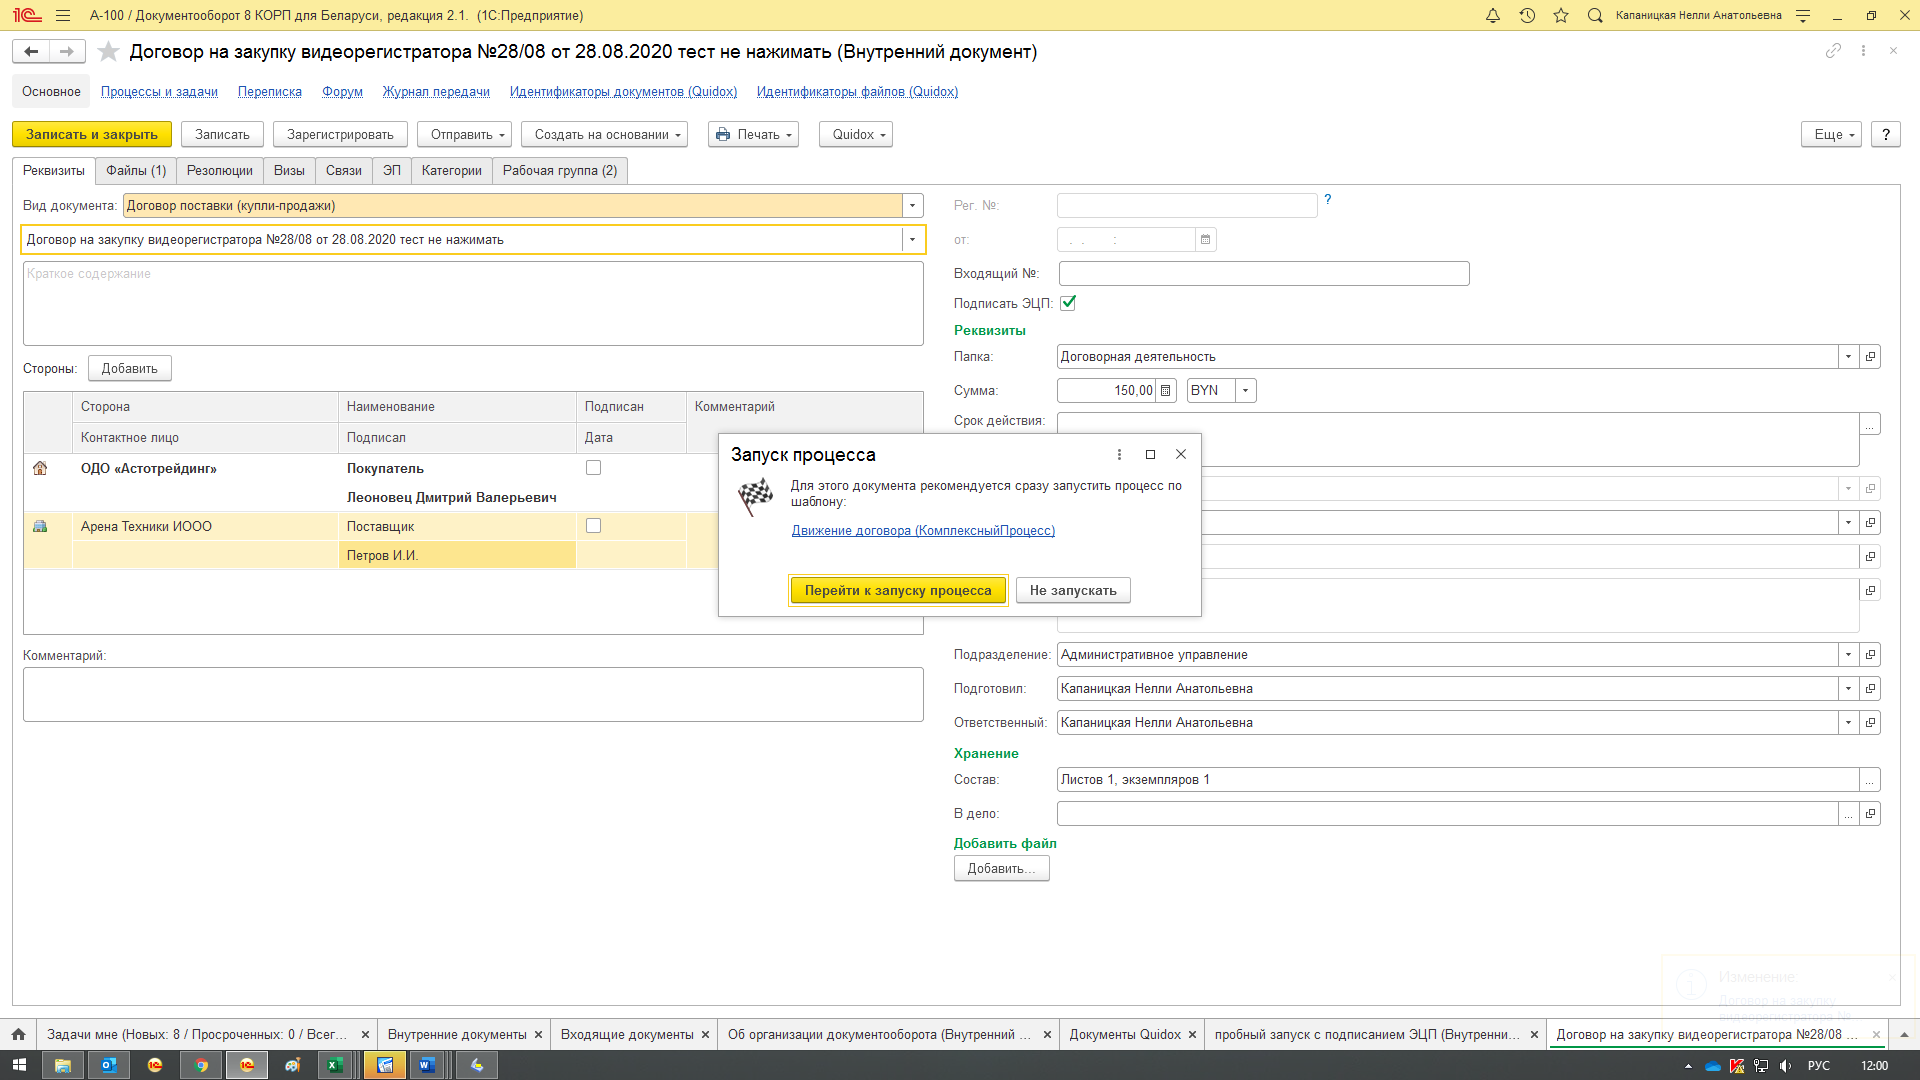 А-100 / Документооборот 8 КОРП для Беларуси, редакция 2.1. (1С:Предприятие)
Капаницкая Нелли Анатольевна
Договор на закупку видеорегистратора №28/08 от 28.08.2020 тест не нажимать (Внутренний документ)
Основное Процессы и задачи Переписка Форум Журнал передачи Идентификаторы документов (Quidox) Идентификаторы файлов (Quidox)
Записать и закрыть Записать Зарегистрировать Отправить Создать на основании Печать Quidox Еще ?
Реквизиты Файлы (1) Резолюции Визы Связи ЭП Категории Рабочая группа (2)
Вид документа: Договор поставки (купли-продажи)
Рег. №: ?
Договор на закупку видеорегистратора №28/08 от 28.08.2020 тест не нажимать
от: . . :
Краткое содержание
Входящий №:
Подписать ЭЦП:
Реквизиты
Папка: Договорная деятельность
Стороны: Добавить
Сумма: 150,00 BYN
Сторона Наименование Подписан Комментарий
Срок действия: ...
Контактное лицо Подписал Дата
Запуск процесса
ОДО «Астотрейдинг» Покупатель
Леоновец Дмитрий Валерьевич
Для этого документа рекомендуется сразу запустить процесс по
шаблону:
Арена Техники ИООО Поставщик
Движение договора (КомплексныйПроцесс)
Петров И.И.
Перейти к запуску процесса Не запускать
Комментарий:
Подразделение: Административное управление
Подготовил: Капаницкая Нелли Анатольевна
Ответственный: Капаницкая Нелли Анатольевна
Хранение
Состав: Листов 1, экземпляров 1 ...
В дело: ...
Добавить файл
Добавить...
Изменение:
Договор на закупку
видеорегистратора №
Задачи мне (Новых: 8 / Просроченных: 0 / Всег... Внутренние документы Входящие документы Об организации документооборота (Внутренний ... Документы Quidox пробный запуск с подписанием ЭЦП (Внутренни... Договор на закупку видеорегистратора №28/08 ...
РУС 12:00